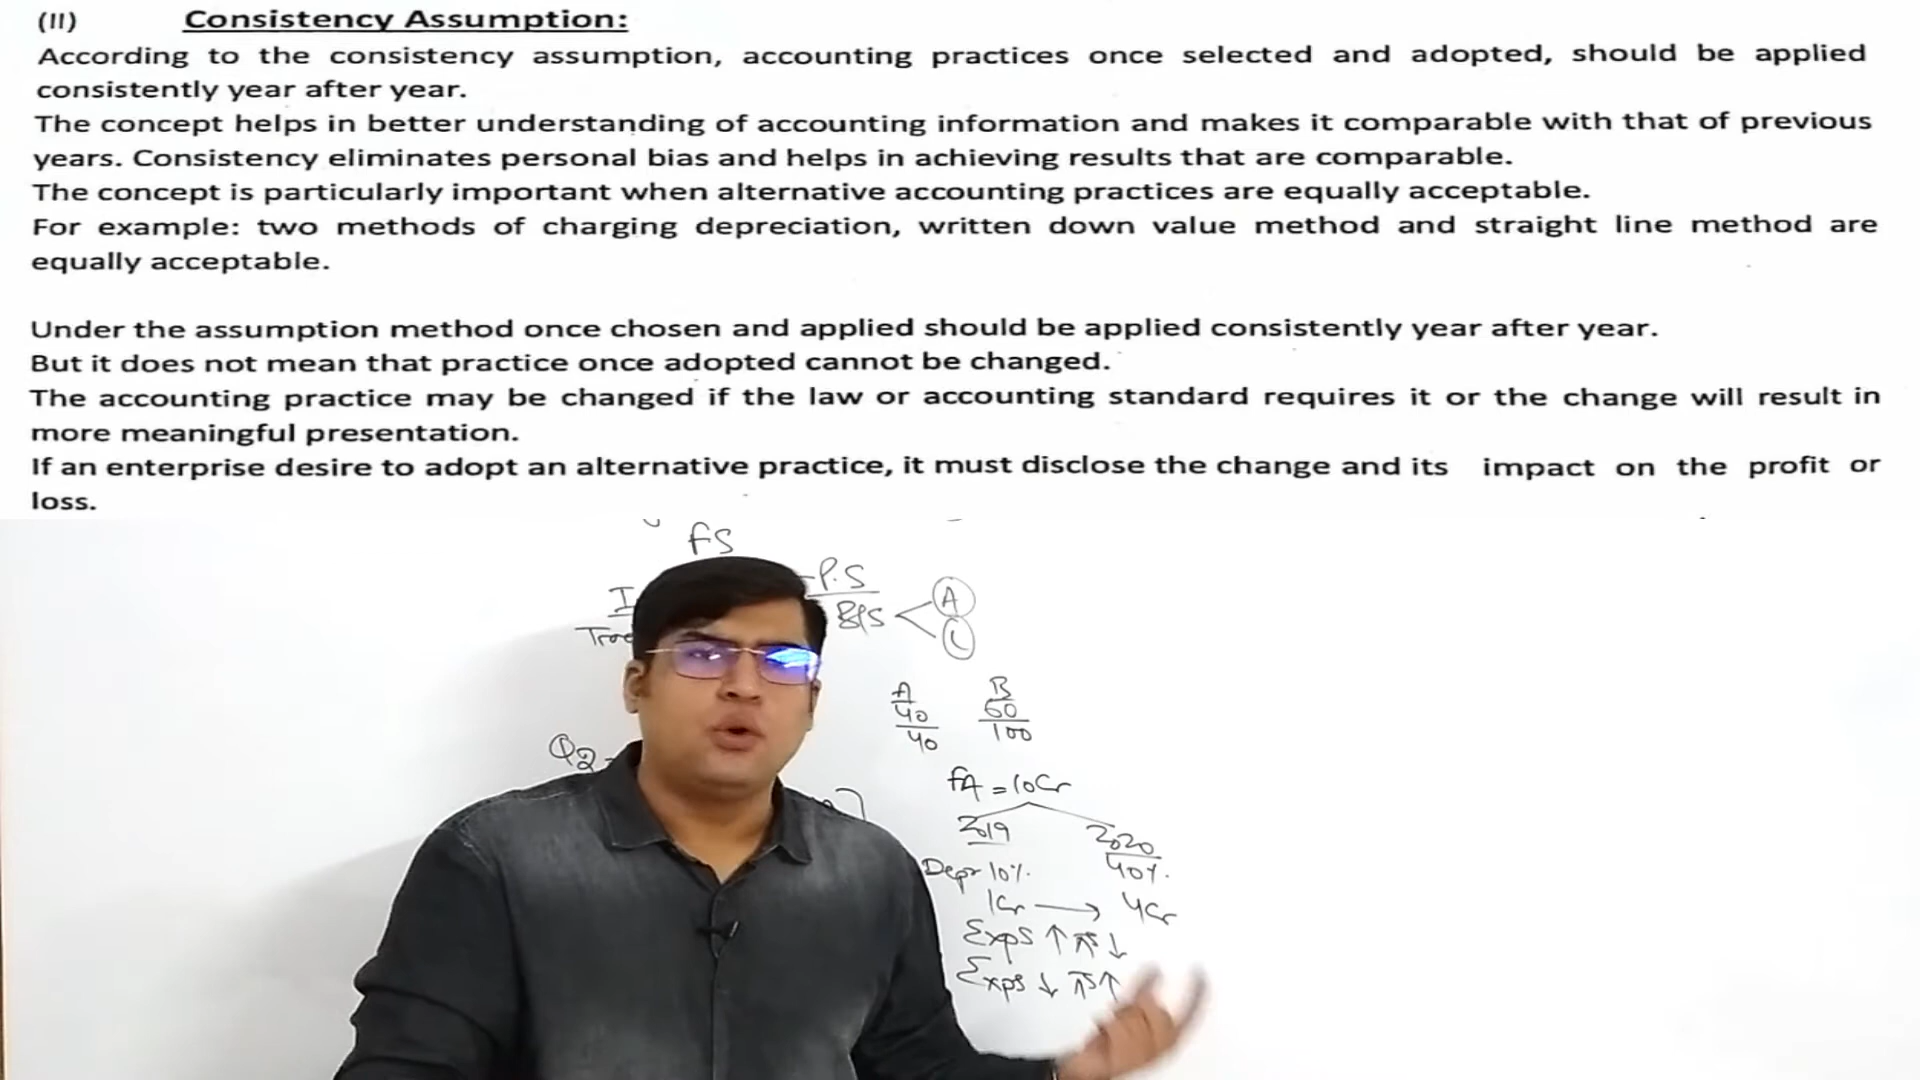 (II) Consistency Assumption:
According to the consistency assumption, accounting practices once selected and adopted, should be applied
consistently year after year.
The concept helps in better understanding of accounting information and makes it comparable with that of previous
years. Consistency eliminates personal bias and helps in achieving results that are comparable.
The concept is particularly important when alternative accounting practices are equally acceptable.
For example: two methods of charging depreciation, written down value method and straight line method are
equally acceptable.
Under the assumption method once chosen and applied should be applied consistently year after year.
But it does not mean that practice once adopted cannot be changed.
The accounting practice may be changed if the law or accounting standard requires it or the change will result in
more meaningful presentation.
If an enterprise desire to adopt an alternative practice, it must disclose the change and its impact on the profit or
loss.
FS
I P.S
B/S A
L
A B
40 60
40 100
Q2
FA = 10Cr
2019 2020
Depr 10% 40%
1Cr → 4Cr
Exps ↑ ↓
Exps ↓ ↑